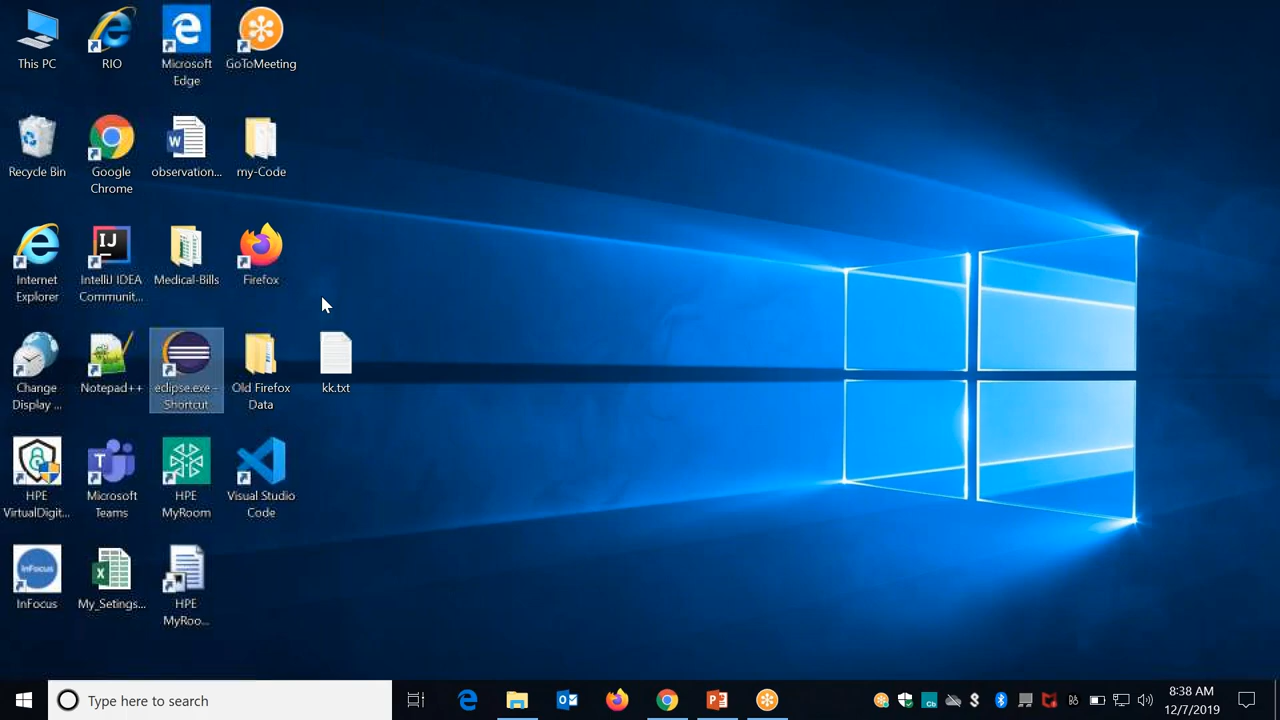 This PC
RIO
Microsoft
Edge
GoToMeeting
Recycle Bin
Google
Chrome
observation...
my-Code
Internet
Explorer
IJ
IntelliJ IDEA
Communit...
Medical-Bills
Firefox
Change
Display ...
Notepad++
eclipse.exe -
Shortcut
Old Firefox
Data
kk.txt
HPE
VirtualDigit...
Microsoft
Teams
HPE
MyRoom
Visual Studio
Code
InFocus
InFocus
My_Setings...
HPE
MyRoo...
Type here to search
8:38 AM
12/7/2019